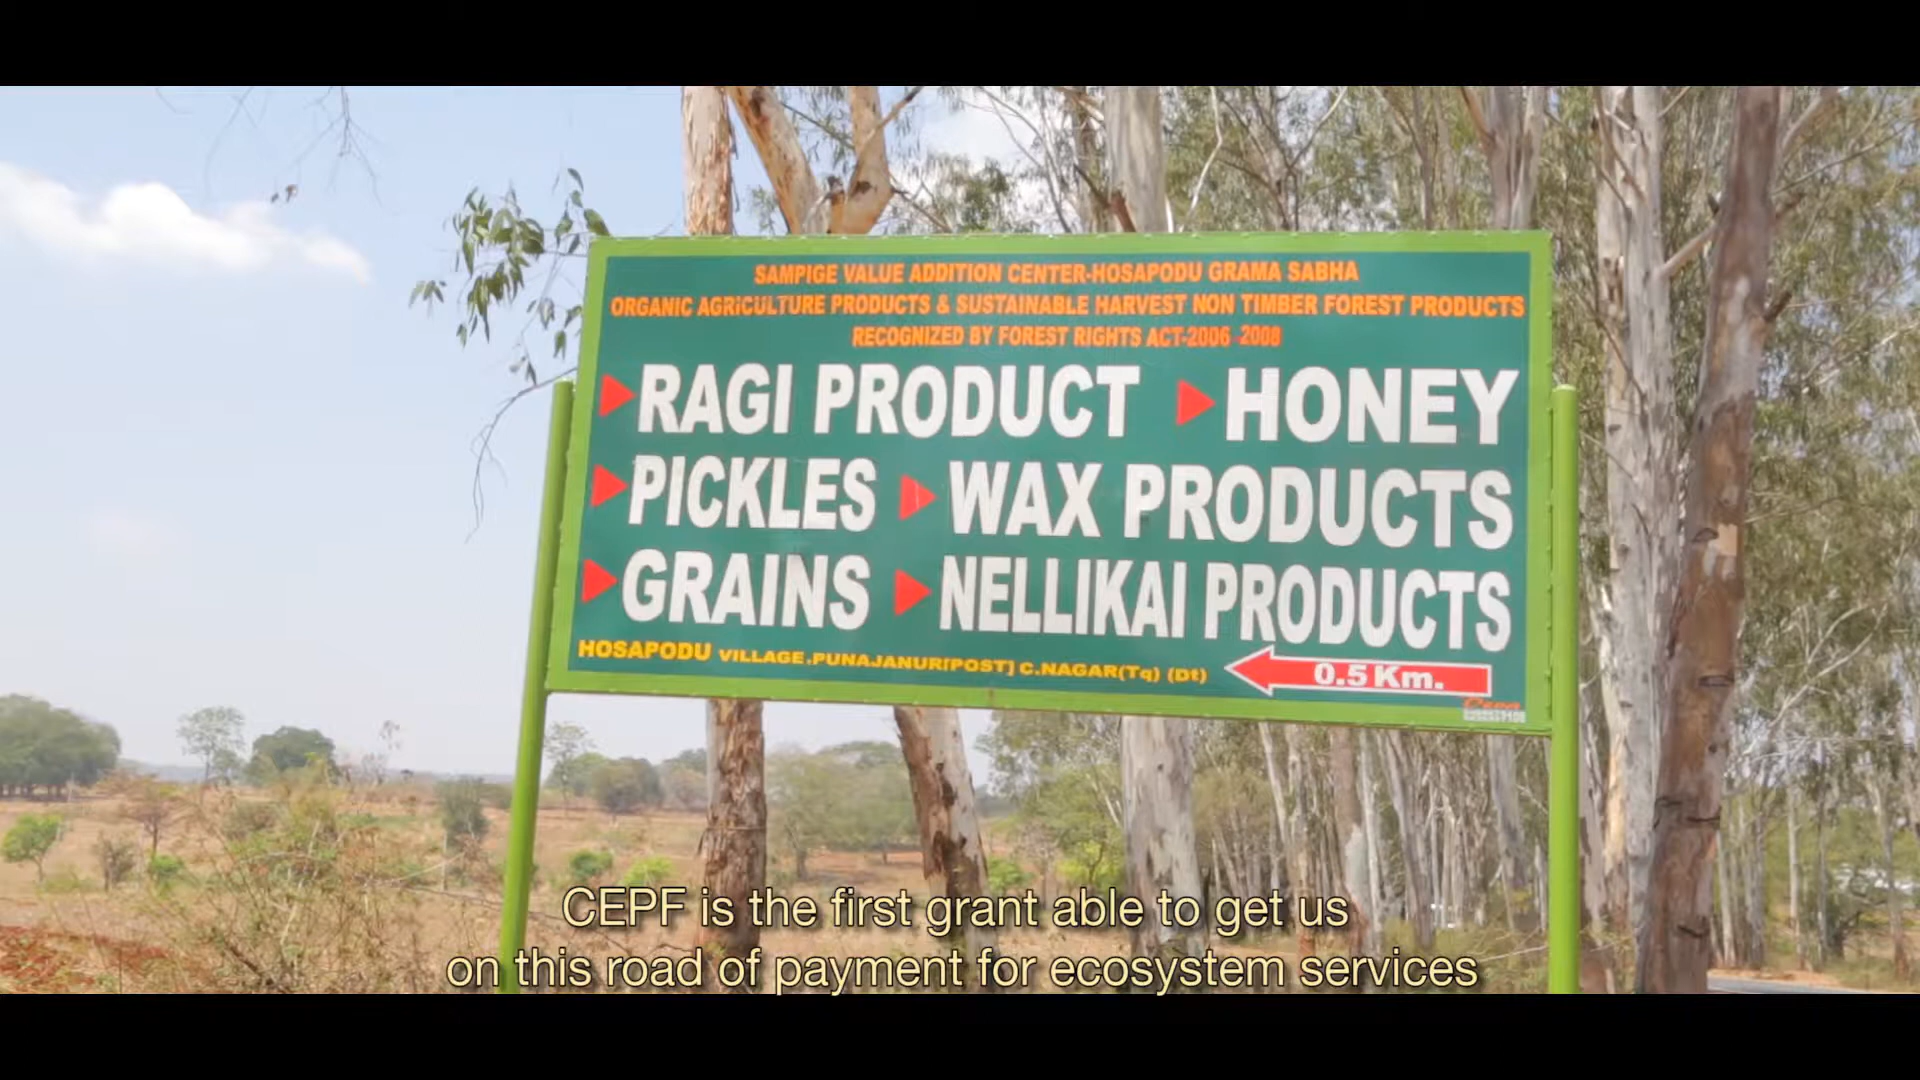 SAMPIGE VALUE ADDITION CENTER-HOSAPODU GRAMA SABHA
ORGANIC AGRICULTURE PRODUCTS & SUSTAINABLE HARVEST NON TIMBER FOREST PRODUCTS
RECOGNIZED BY FOREST RIGHTS ACT-2006 -2008
RAGI PRODUCT HONEY
PICKLES WAX PRODUCTS
GRAINS NELLIKAI PRODUCTS
HOSAPODU VILLAGE.PUNAJANUR[POST] C.NAGAR(Tq) (Dt) 0.5 Km.
CEPF is the first grant able to get us
on this road of payment for ecosystem services